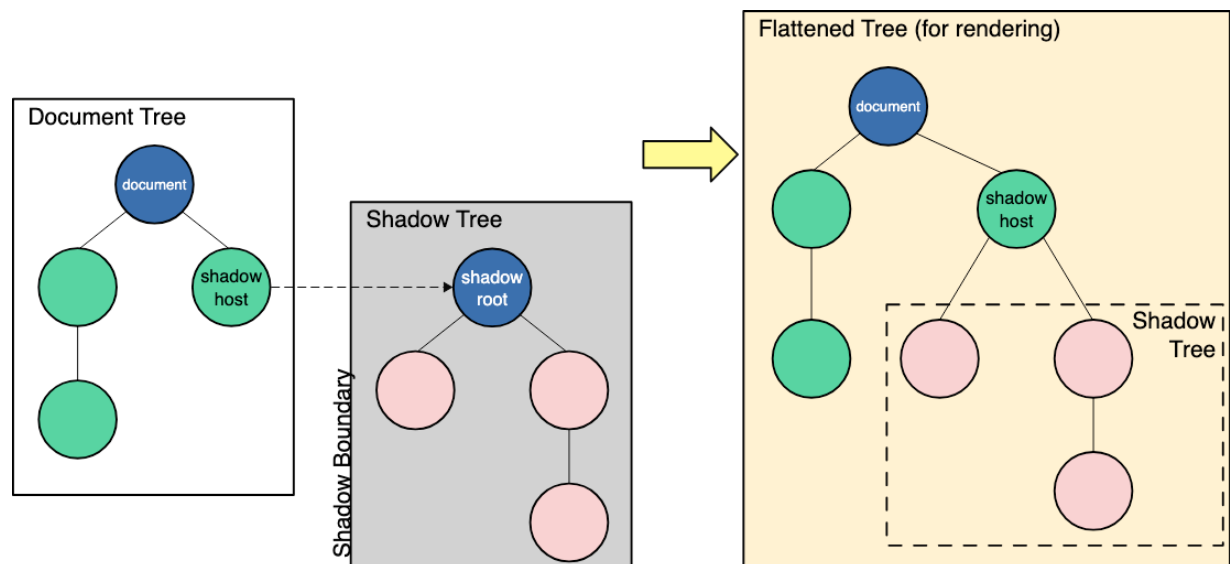 Document Tree
document
shadow
host
Shadow Tree
shadow
root
Shadow Boundary
Flattened Tree (for rendering)
document
shadow
host
Shadow
Tree